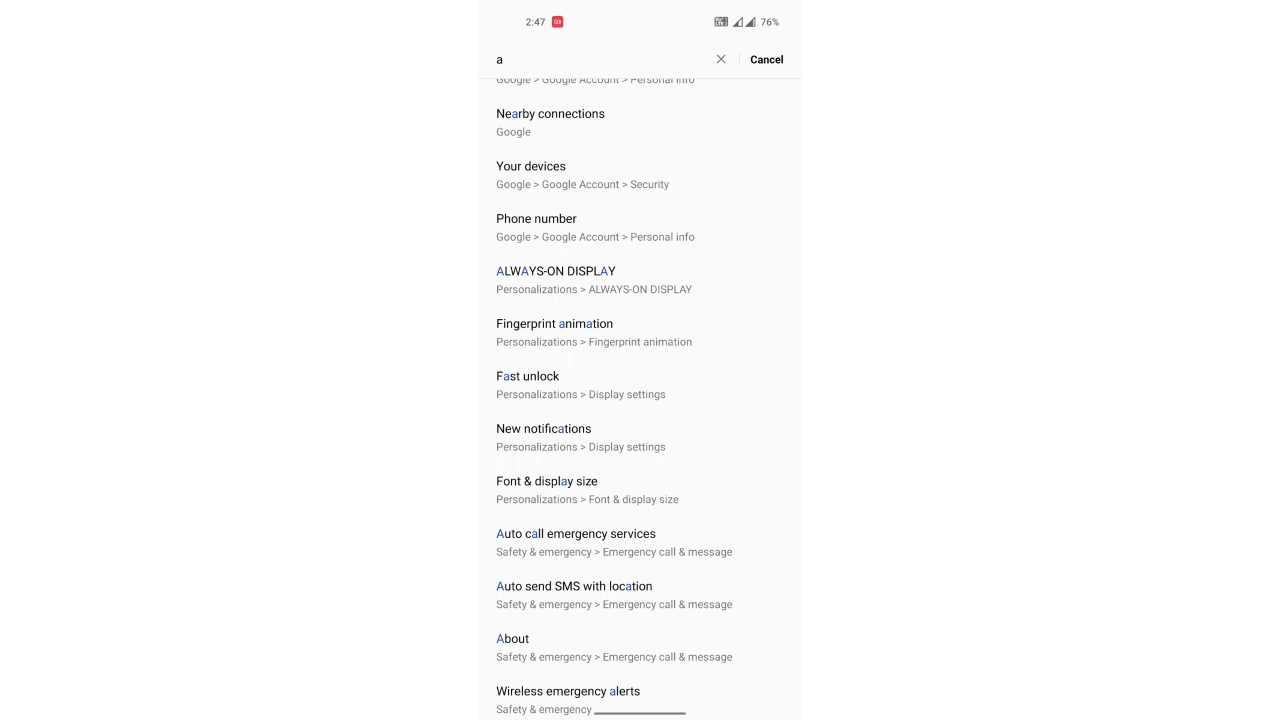 2:47 76%
a Cancel
Google > Google Account > Personal info
Nearby connections
Google
Your devices
Google > Google Account > Security
Phone number
Google > Google Account > Personal info
ALWAYS-ON DISPLAY
Personalizations > ALWAYS-ON DISPLAY
Fingerprint animation
Personalizations > Fingerprint animation
Fast unlock
Personalizations > Display settings
New notifications
Personalizations > Display settings
Font & display size
Personalizations > Font & display size
Auto call emergency services
Safety & emergency > Emergency call & message
Auto send SMS with location
Safety & emergency > Emergency call & message
About
Safety & emergency > Emergency call & message
Wireless emergency alerts
Safety & emergency